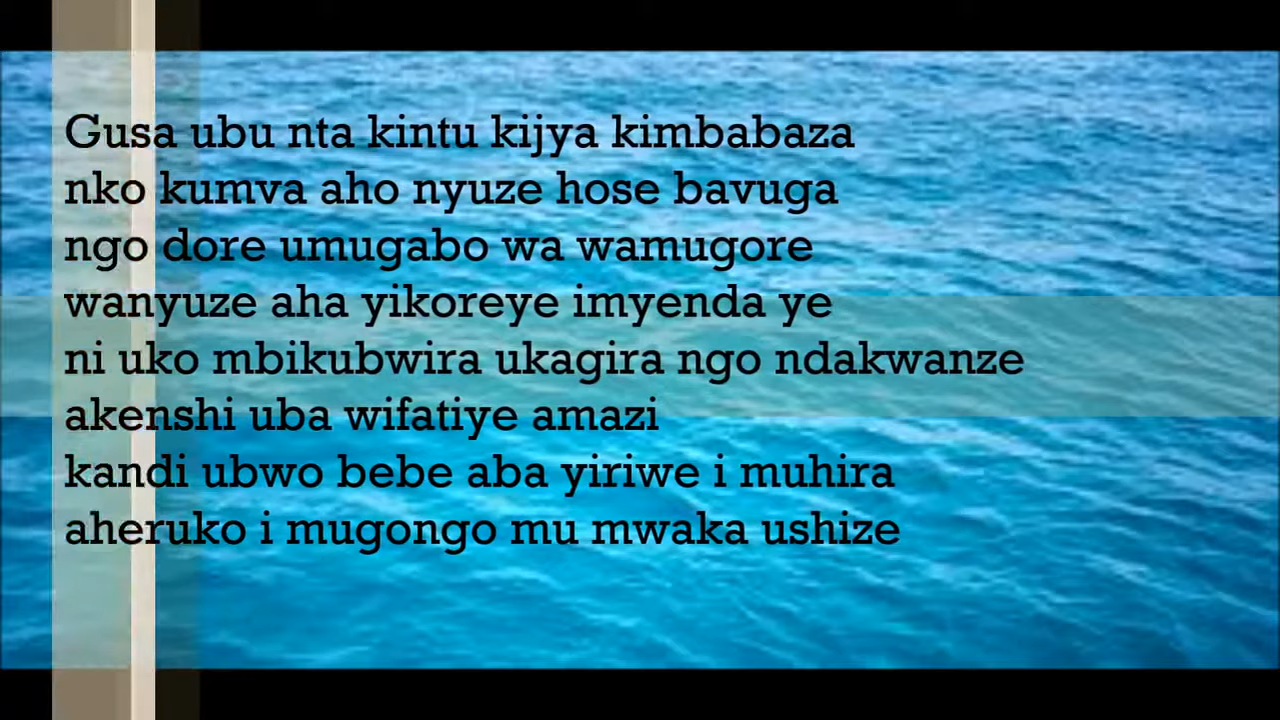 Gusa ubu nta kintu kijya kimbabaza
nko kumva aho nyuze hose bavuga
ngo dore umugabo wa wamugore
wanyuze aha yikoreye imyenda ye
ni uko mbikubwira ukagira ngo ndakwanze
akenshi uba wifatiye amazi
kandi ubwo bebe aba yiriwe i muhira
aheruko i mugongo mu mwaka ushize